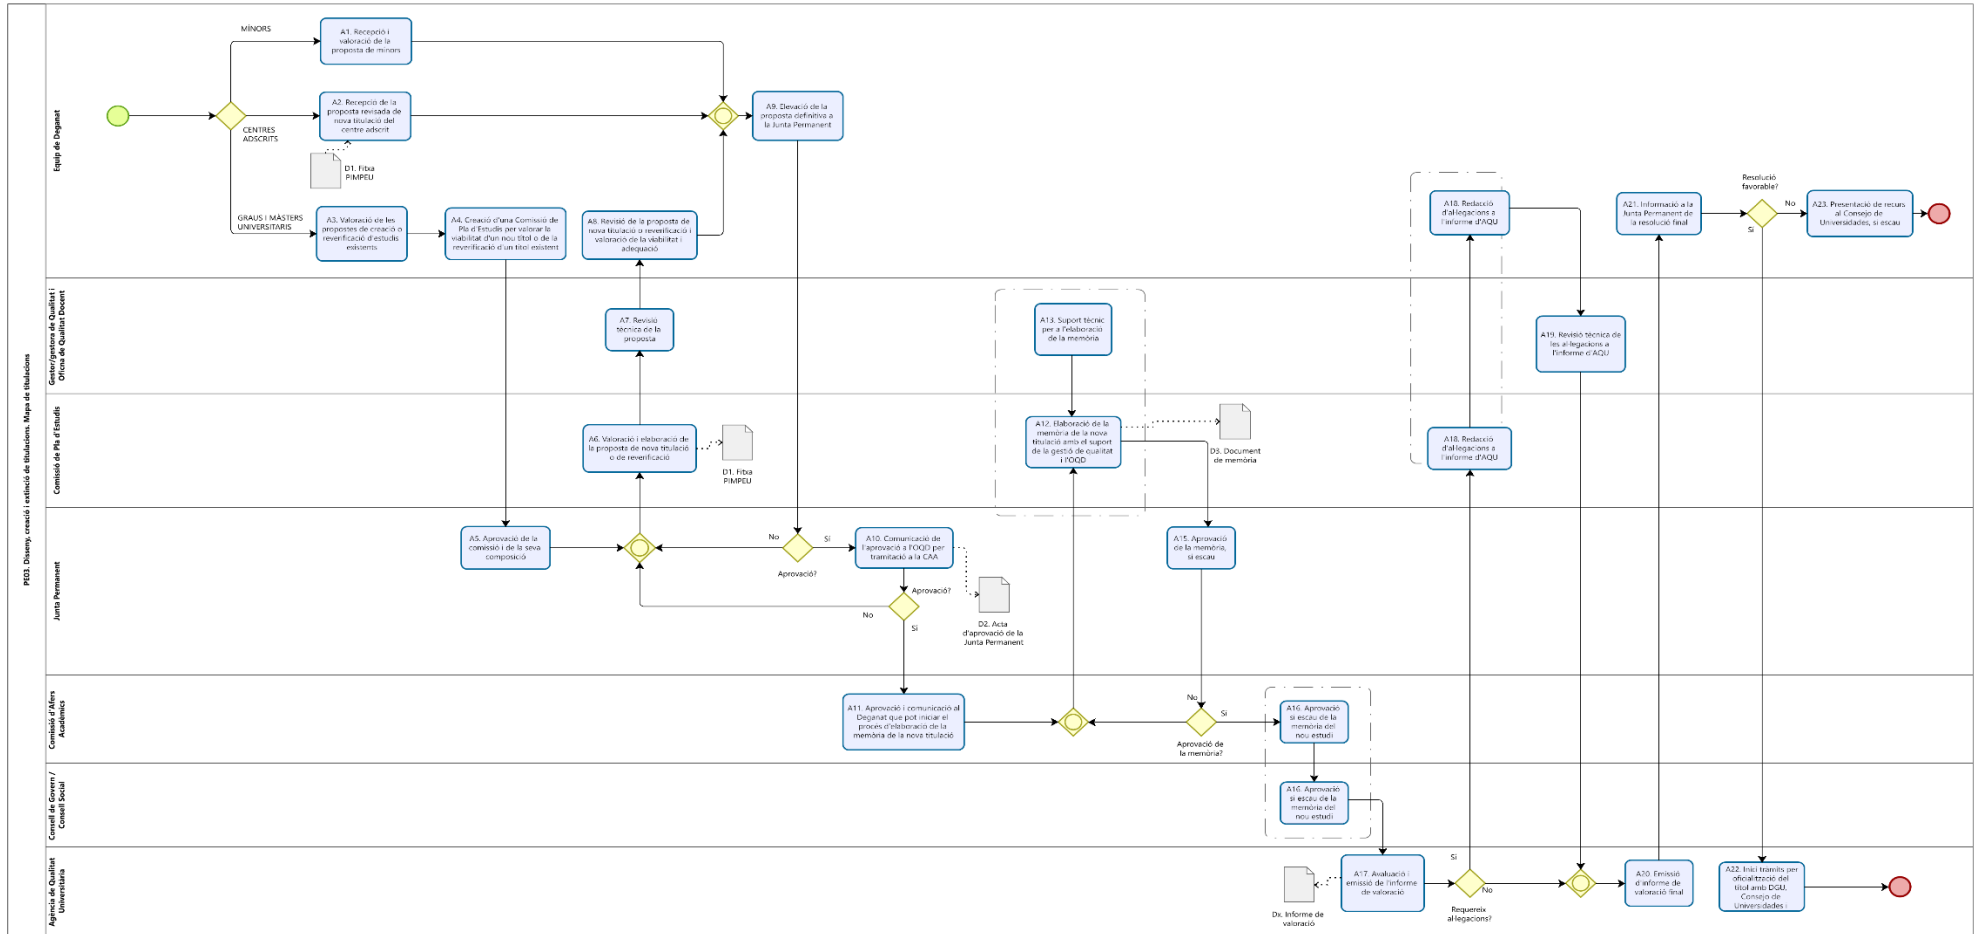 PE03. Disseny, creació i extinció de titulacions. Mapa de titulacions
Equip de Deganat
MÍNORS
A1. Recepció i
valoració de la
proposta de minors
CENTRES
ADSCRITS
A2. Recepció de la
proposta revisada de
nova titulació del
centre adscrit
D1. Fitxa
PIMPEU
GRAUS I MÀSTERS
UNIVERSITARIS
A3. Valoració de les
propostes de creació o
reverificació d'estudis
existents
A4. Creació d'una Comissió de
Pla d'Estudis per valorar la
viabilitat d'un nou títol o de la
reverificació d'un títol existent
A8. Revisió de la proposta de
nova titulació o reverificació i
valoració de la viabilitat i
adequació
A9. Elevació de la
proposta definitiva a
la Junta Permanent
A18. Redacció
d'al·legacions a
l'informe d'AQU
A21. Informació a la
Junta Permanent de
la resolució final
Resolució
favorable?
No
Si
A23. Presentació de recurs
al Consejo de
Universidades, si escau
Gestor/gestora de Qualitat i
Oficina de Qualitat Docent
A7. Revisió
tècnica de la
proposta
A13. Suport tècnic
per a l'elaboració
de la memòria
A19. Revisió tècnica de
les al·legacions a
l'informe d'AQU
Comissió de Pla d'Estudis
A6. Valoració i elaboració de
la proposta de nova titulació
o de reverificació
D1. Fitxa
PIMPEU
A12. Elaboració de la
memòria de la nova
titulació amb el suport
de la gestió de qualitat
i l'OQD
D3. Document
de memòria
A18. Redacció
d'al·legacions a
l'informe d'AQU
Junta Permanent
A5. Aprovació de la
comissió i de la seva
composició
No
Si
Aprovació?
A10. Comunicació de
l'aprovació a l'OQD per
tramitació a la CAA
Aprovació?
No
Si
D2. Acta
d'aprovació de la
Junta Permanent
A15. Aprovació
de la memòria,
si escau
Comissió d'Afers
Acadèmics
A11. Aprovació i comunicació al
Deganat que pot iniciar el
procés d'elaboració de la
memòria de la nova titulació
No
Si
Aprovació de
la memòria?
A16. Aprovació
si escau de la
memòria del
nou estudi
Consell de Govern /
Consell Social
A16. Aprovació
si escau de la
memòria del
nou estudi
Agència de Qualitat
Universitària
Dx. Informe de
valoració
A17. Avaluació i
emissió de l'informe
de valoració
Si
No
Requereix
al·legacions?
A20. Emissió
d'informe de
valoració final
A22. Inici tràmits per
oficialització del
títol amb DGU,
Consejo de
Universidades i